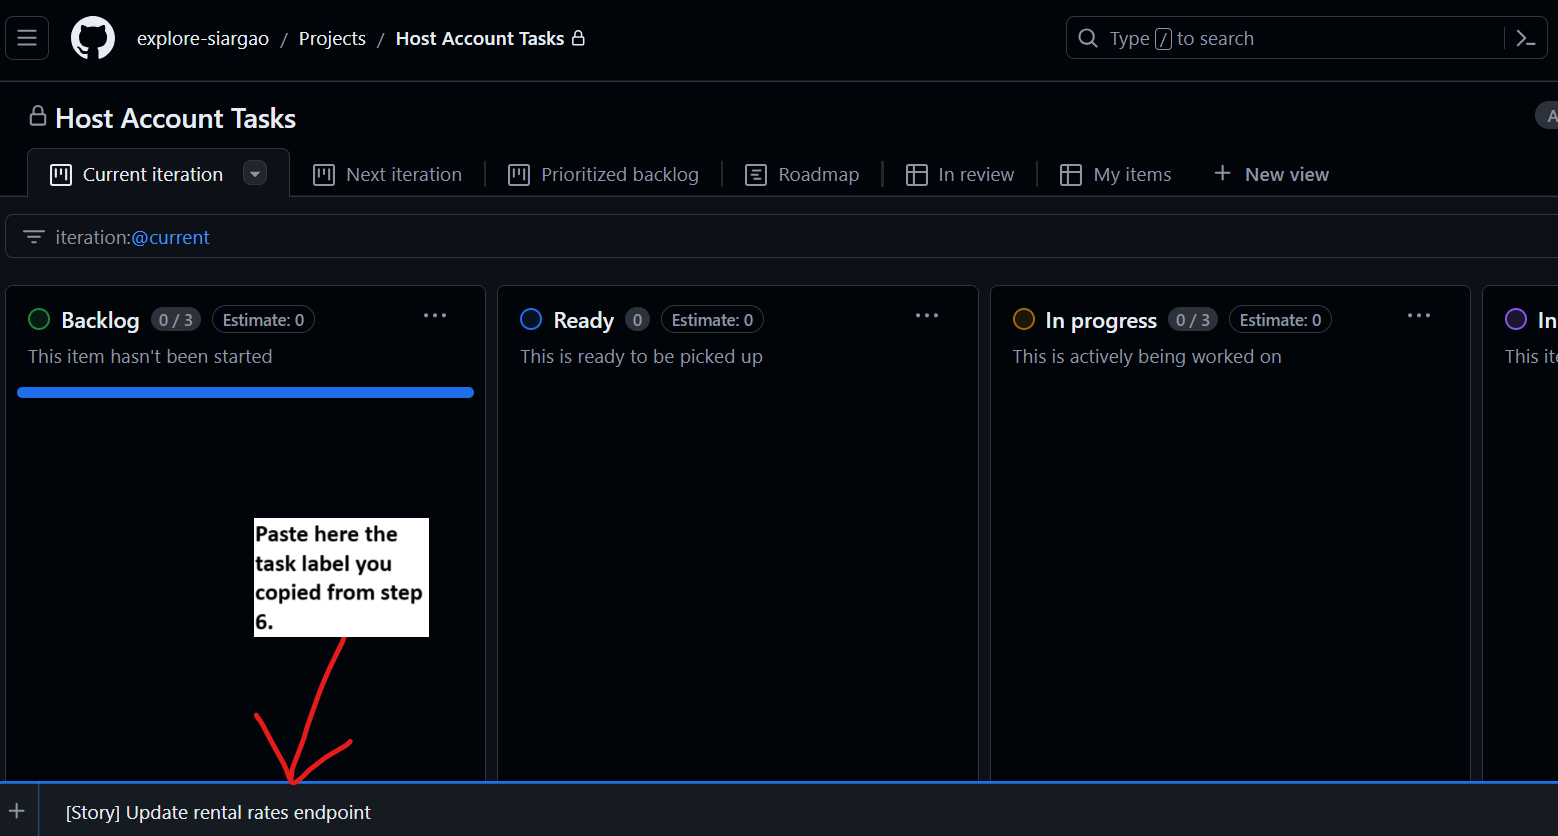 explore-siargao / Projects / Host Account Tasks
Type / to search
Host Account Tasks
A
Current iteration
Next iteration
Prioritized backlog
Roadmap
In review
My items
+ New view
iteration:@current
Backlog 0 / 3 Estimate: 0
This item hasn't been started
Ready 0 Estimate: 0
This is ready to be picked up
In progress 0 / 3 Estimate: 0
This is actively being worked on
In
This ite
Paste here the
task label you
copied from step
6.
+ [Story] Update rental rates endpoint